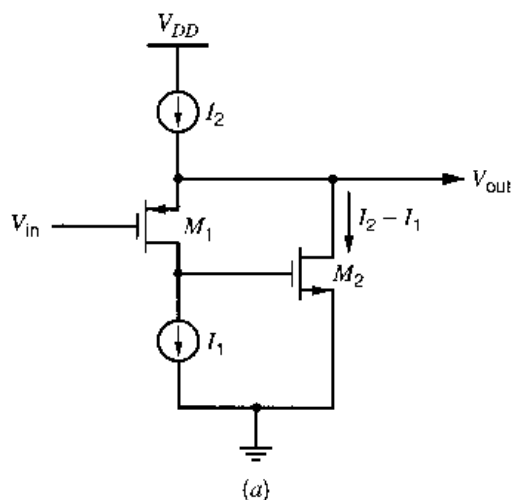 V_DD
I_2
V_out
V_in
M_1
I_2 − I_1
M_2
I_1
(a)